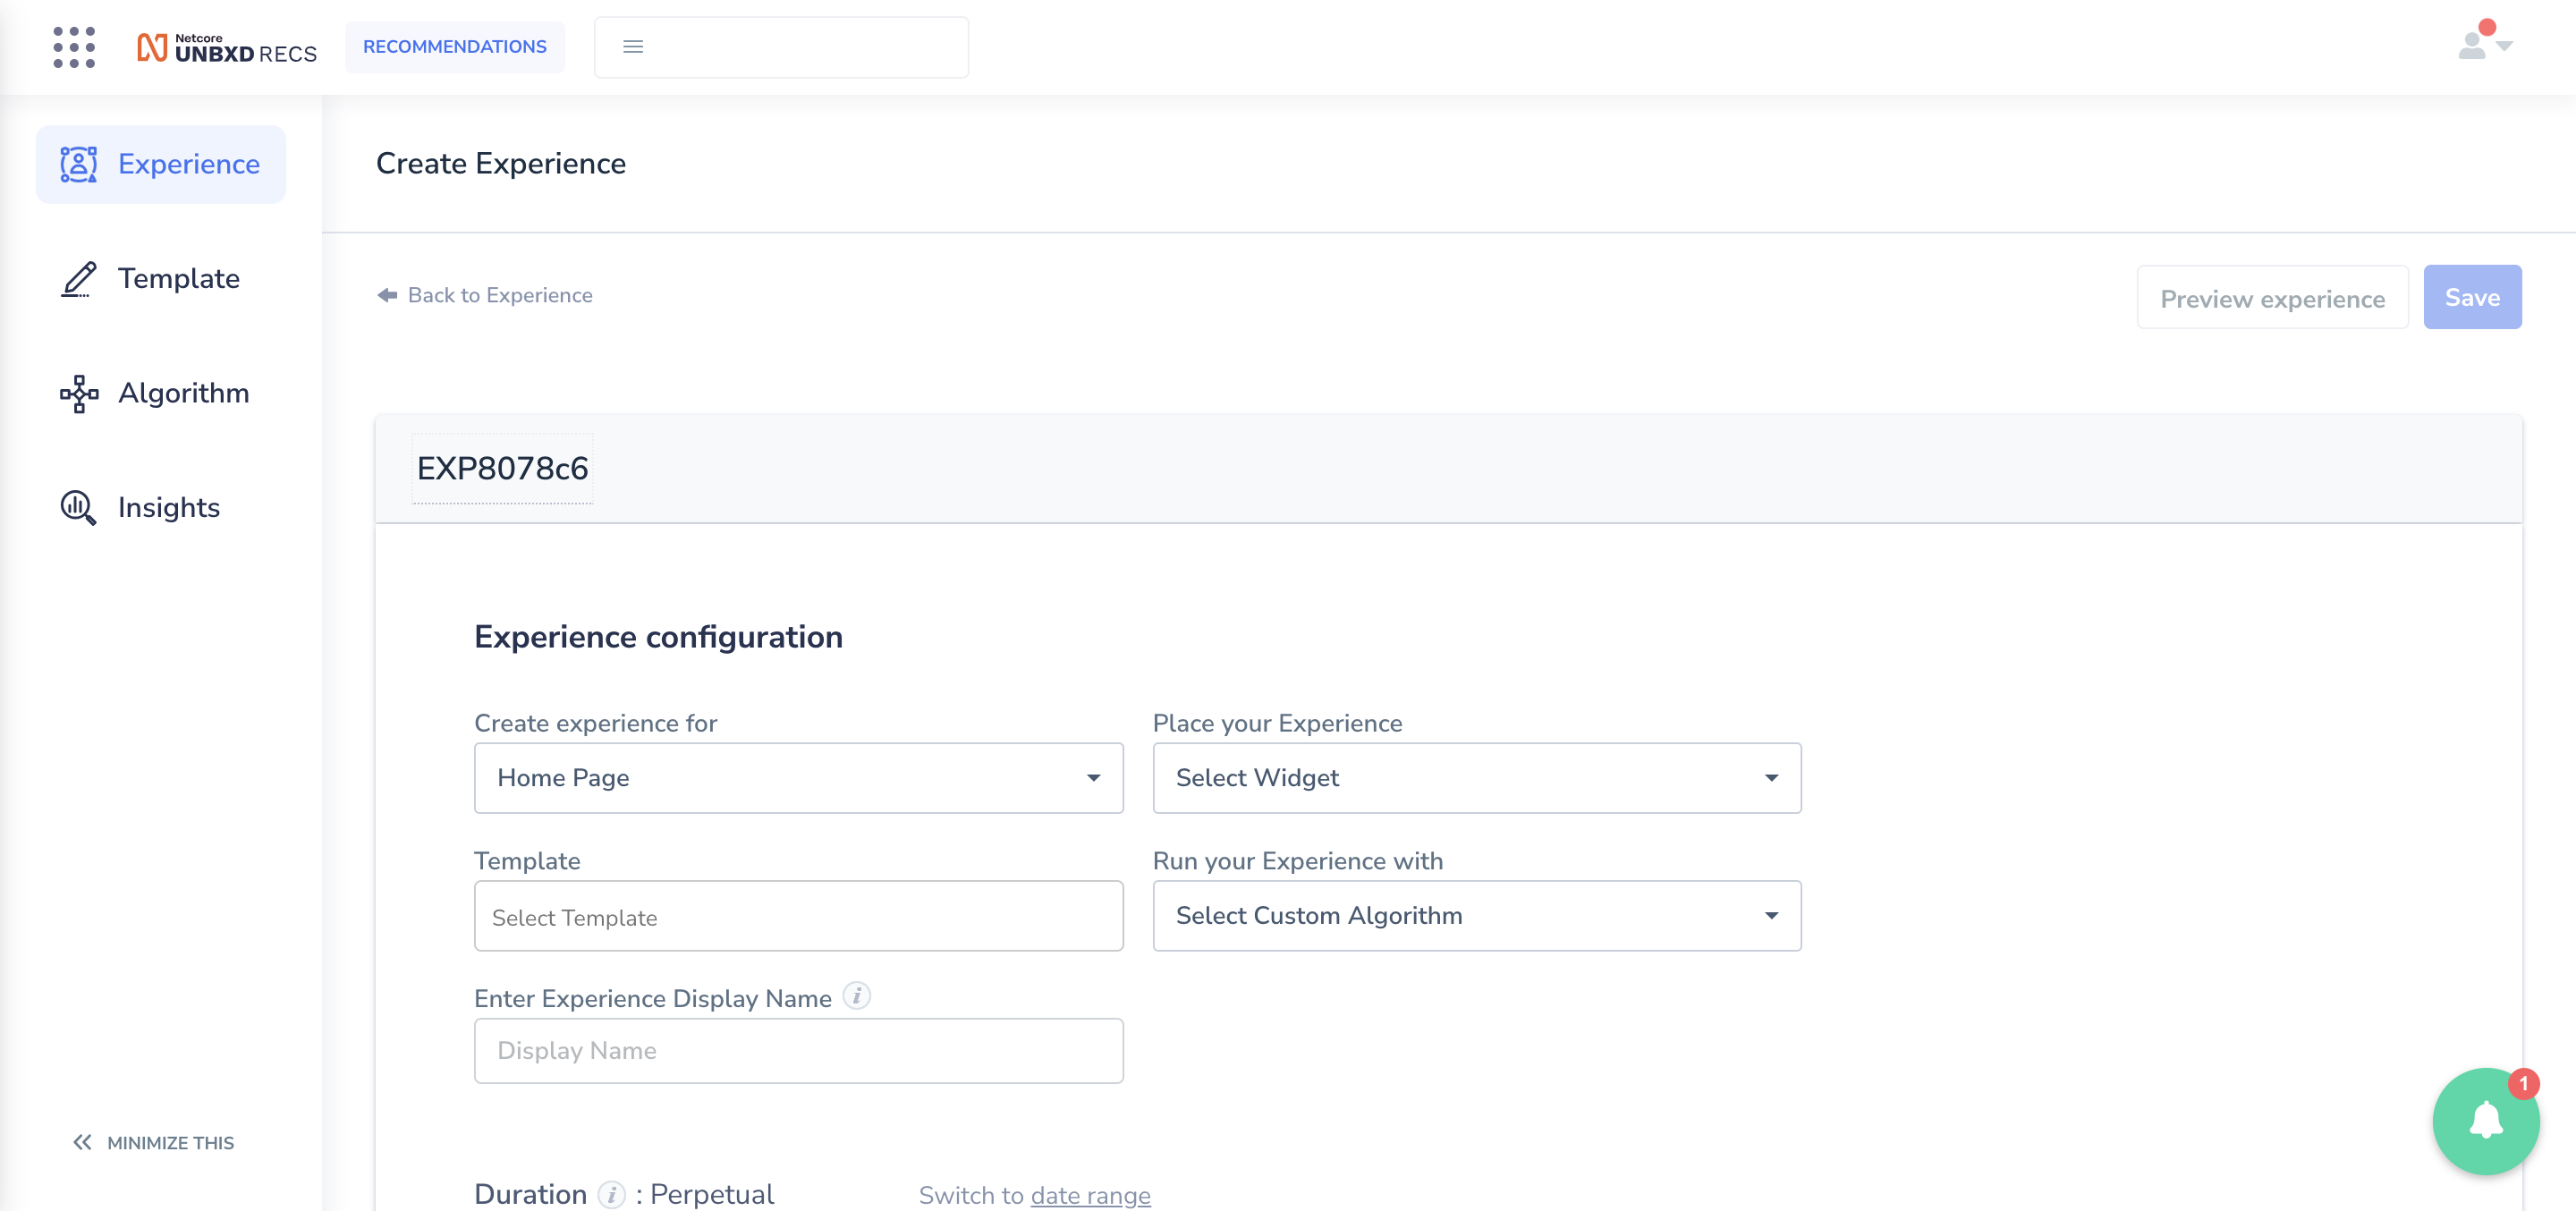 Netcore
UNBXD RECS
RECOMMENDATIONS
Experience
Template
Algorithm
Insights
MINIMIZE THIS
Create Experience
Back to Experience
Preview experience
Save
EXP8078c6
Experience configuration
Create experience for
Home Page
Place your Experience
Select Widget
Template
Select Template
Run your Experience with
Select Custom Algorithm
Enter Experience Display Name i
Display Name
Duration i : Perpetual
Switch to date range
1